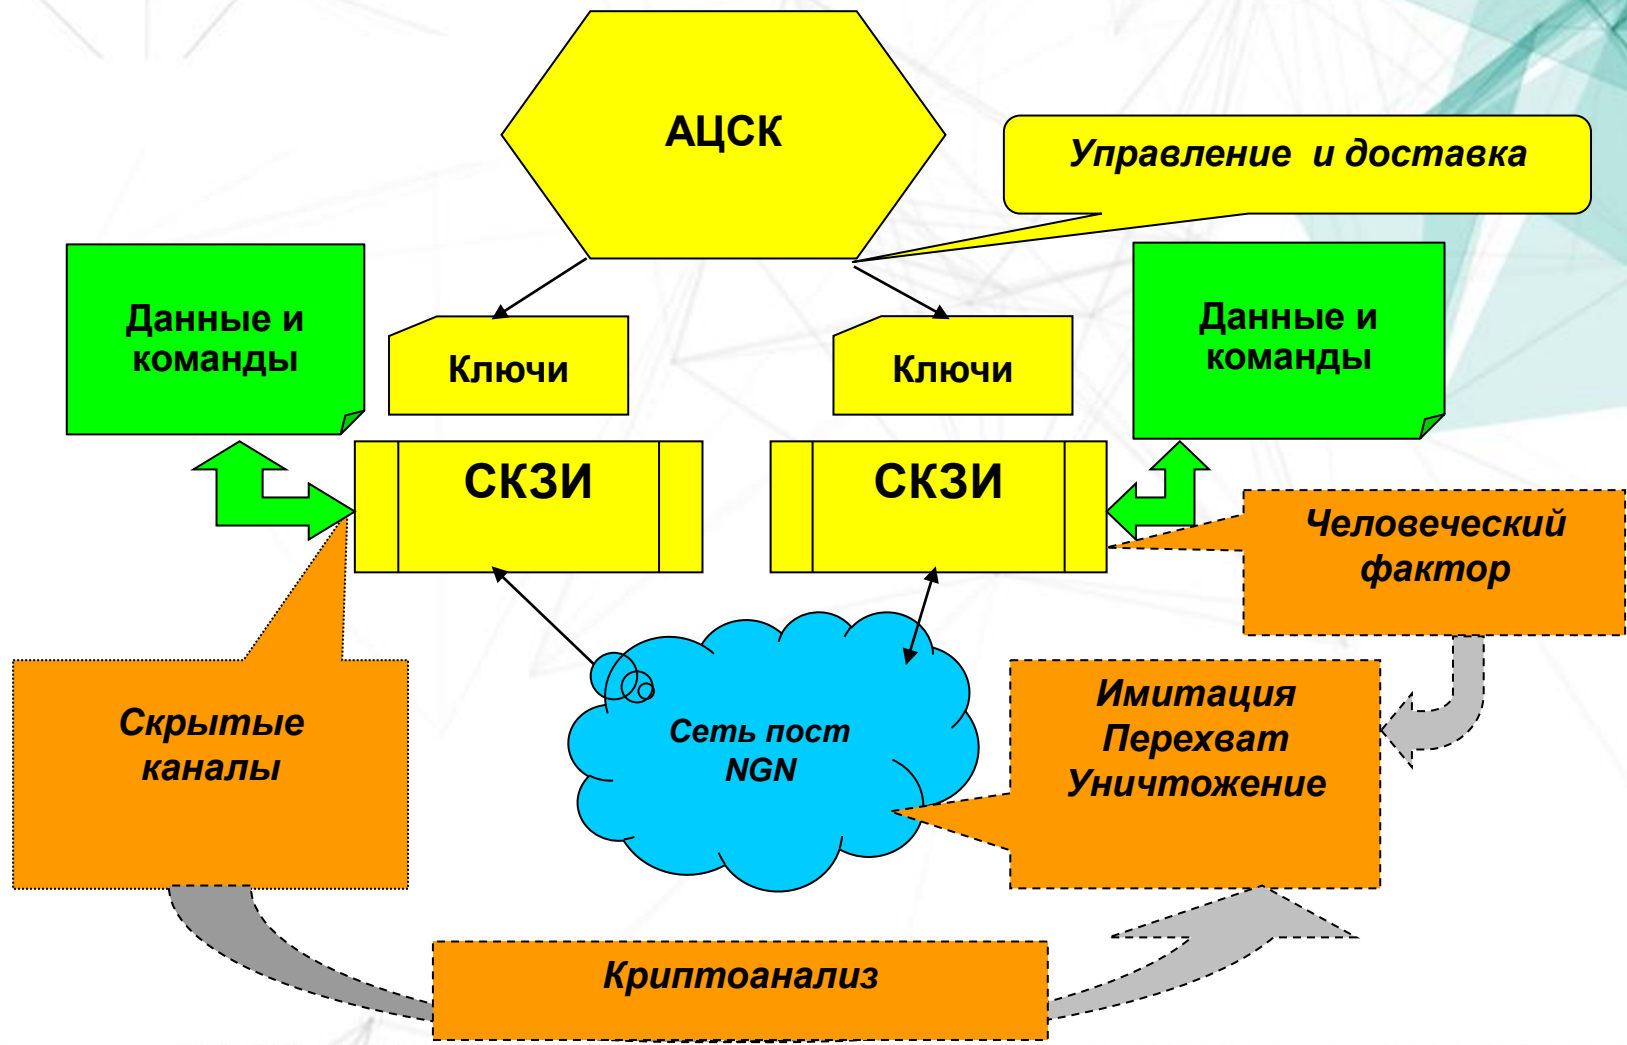 АЦСК
Управление и доставка
Данные и
команды
Ключи
Ключи
Данные и
команды
СКЗИ
СКЗИ
Человеческий
фактор
Скрытые
каналы
Сеть пост
NGN
Имитация
Перехват
Уничтожение
Криптоанализ